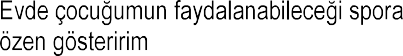 Evde çocuğumun faydalanabileceği spora
özen gösteririm